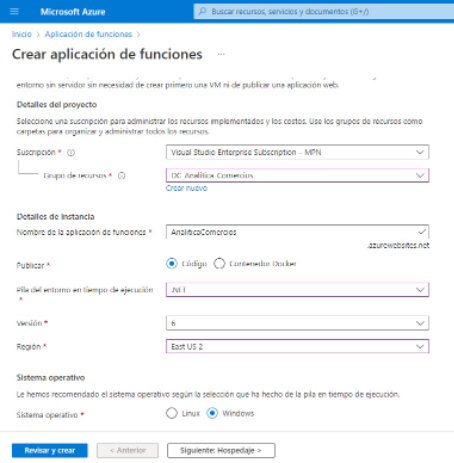 Microsoft Azure
Buscar recursos, servicios y documentos (G+/)
Inicio > Aplicación de funciones >
Crear aplicación de funciones ...
entorno sin servidor sin necesidad de crear primero una VM ni de publicar una aplicación web.
Detalles del proyecto
Seleccione una suscripción para administrar los recursos implementados y los costos. Use los grupos de recursos como
carpetas para organizar y administrar todos los recursos.
Suscripción *
Visual Studio Enterprise Subscription – MPN
Grupo de recursos *
DC_Analitica_Comercios
Crear nuevo
Detalles de instancia
Nombre de la aplicación de funciones *
AnaliticaComercios
.azurewebsites.net
Publicar *
Código
Contenedor Docker
Pila del entorno en tiempo de ejecución
*
.NET
Versión *
6
Región *
East US 2
Sistema operativo
Le hemos recomendado el sistema operativo según la selección que ha hecho de la pila en tiempo de ejecución.
Sistema operativo *
Linux
Windows
Revisar y crear
< Anterior
Siguiente: Hospedaje >